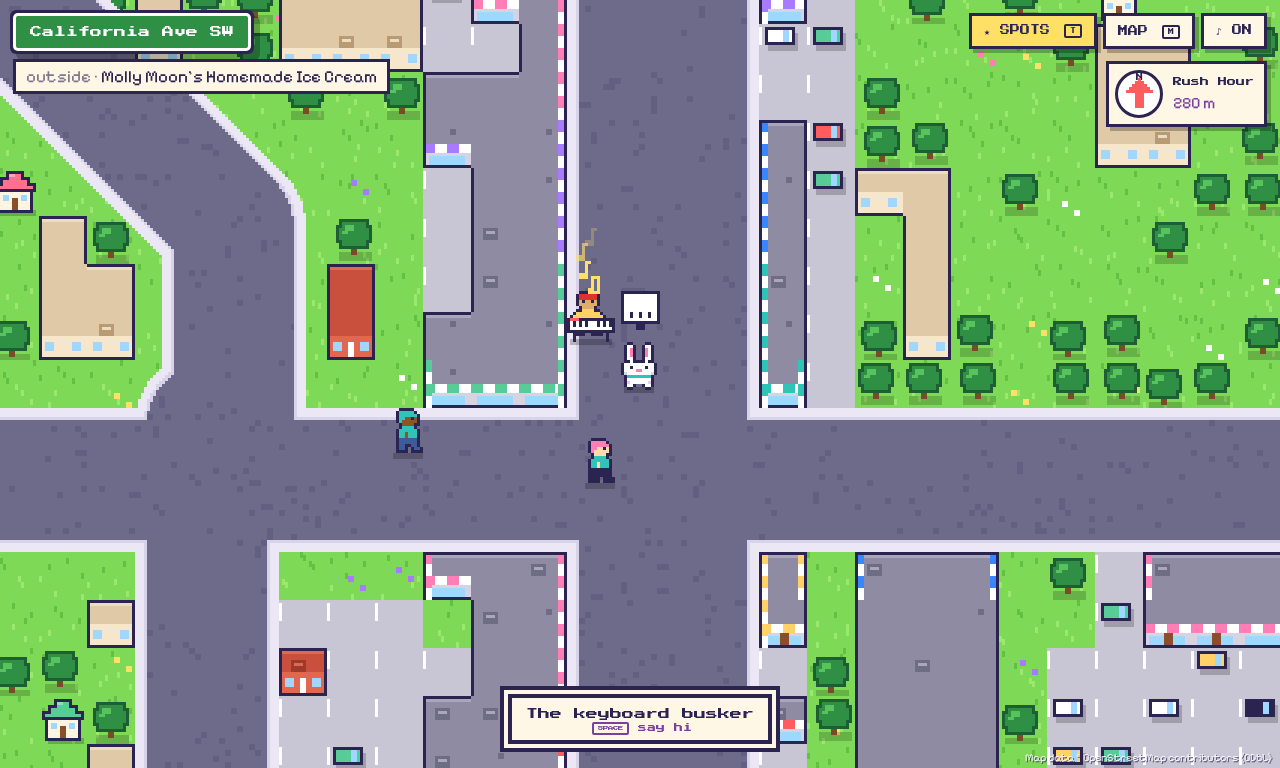 California Ave SW
outside · Molly Moon's Homemade Ice Cream
★ SPOTS T
MAP M
♪ ON
N
Rush Hour
280 m
The keyboard busker
SPACE say hi
Map data © OpenStreetMap contributors (ODbL)